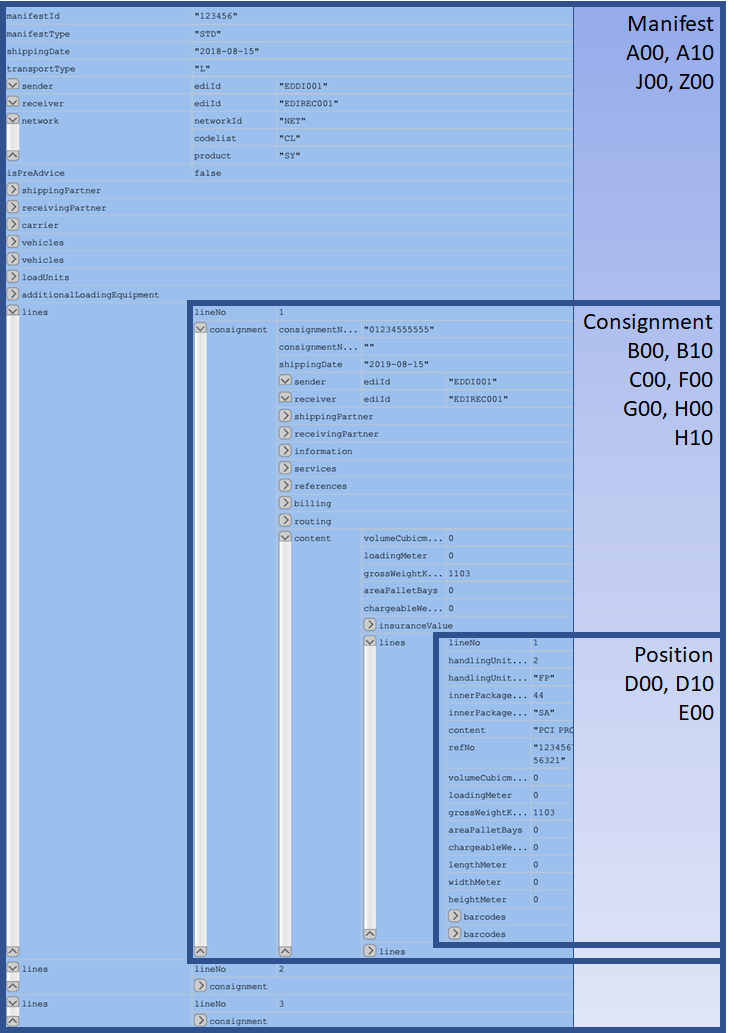 manifestId "123456"
manifestType "STD"
shippingDate "2018-08-15"
transportType "L"
sender ediId "EDDI001"
receiver ediId "EDIREC001"
network networkId "NET"
codelist "CL"
product "SY"
isPreAdvice false
shippingPartner
receivingPartner
carrier
vehicles
vehicles
loadUnits
additionalLoadingEquipment
Manifest
A00, A10
J00, Z00
lines lineNo 1
consignment consignmentN... "01234555555"
consignmentN... ""
shippingDate "2019-08-15"
sender ediId "EDDI001"
receiver ediId "EDIREC001"
shippingPartner
receivingPartner
information
services
references
billing
routing
content volumeCubicm... 0
loadingMeter 0
grossWeightK... 1103
areaPalletBays 0
chargeableWe... 0
insuranceValue
Consignment
B00, B10
C00, F00
G00, H00
H10
lines lineNo 1
handlingUnit... 2
handlingUnit... "FP"
innerPackage... 44
innerPackage... "SA"
content "PCI PRO
refNo "1234567
56321"
volumeCubicm... 0
loadingMeter 0
grossWeightK... 1103
areaPalletBays 0
chargeableWe... 0
lengthMeter 0
widthMeter 0
heightMeter 0
barcodes
barcodes
Position
D00, D10
E00
lines
lines lineNo 2
consignment
lines lineNo 3
consignment